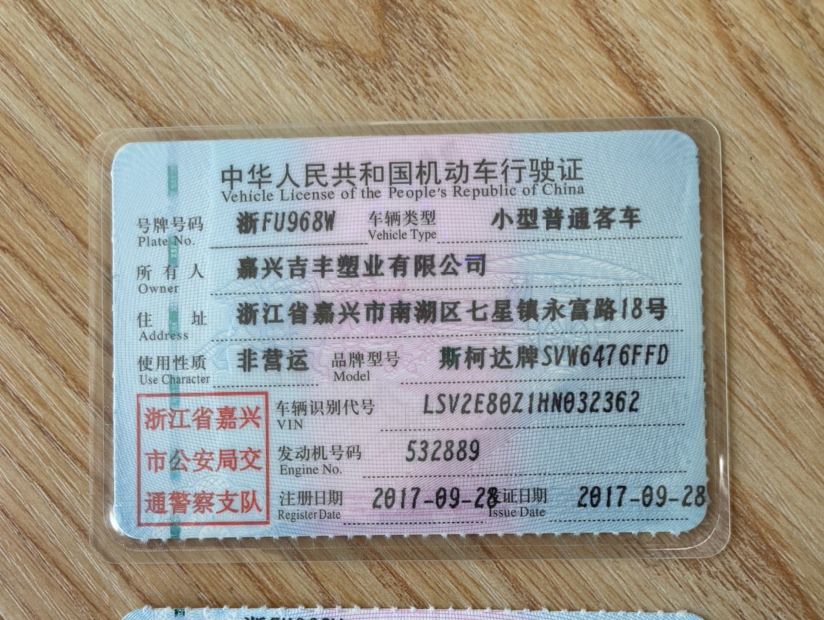 中华人民共和国机动车行驶证
Vehicle License of the People's Republic of China
号牌号码 浙FU968W 车辆类型 小型普通客车
Plate No. Vehicle Type
所有人 嘉兴吉丰塑业有限公司
Owner
住址 浙江省嘉兴市南湖区七星镇永富路18号
Address
使用性质 非营运 品牌型号 斯柯达牌SVW6476FFD
Use Character Model
浙江省嘉兴
市公安局交
通警察支队
车辆识别代号 LSV2E80Z1HN032362
VIN
发动机号码 532889
Engine No.
注册日期 2017-09-28 发证日期 2017-09-28
Register Date Issue Date